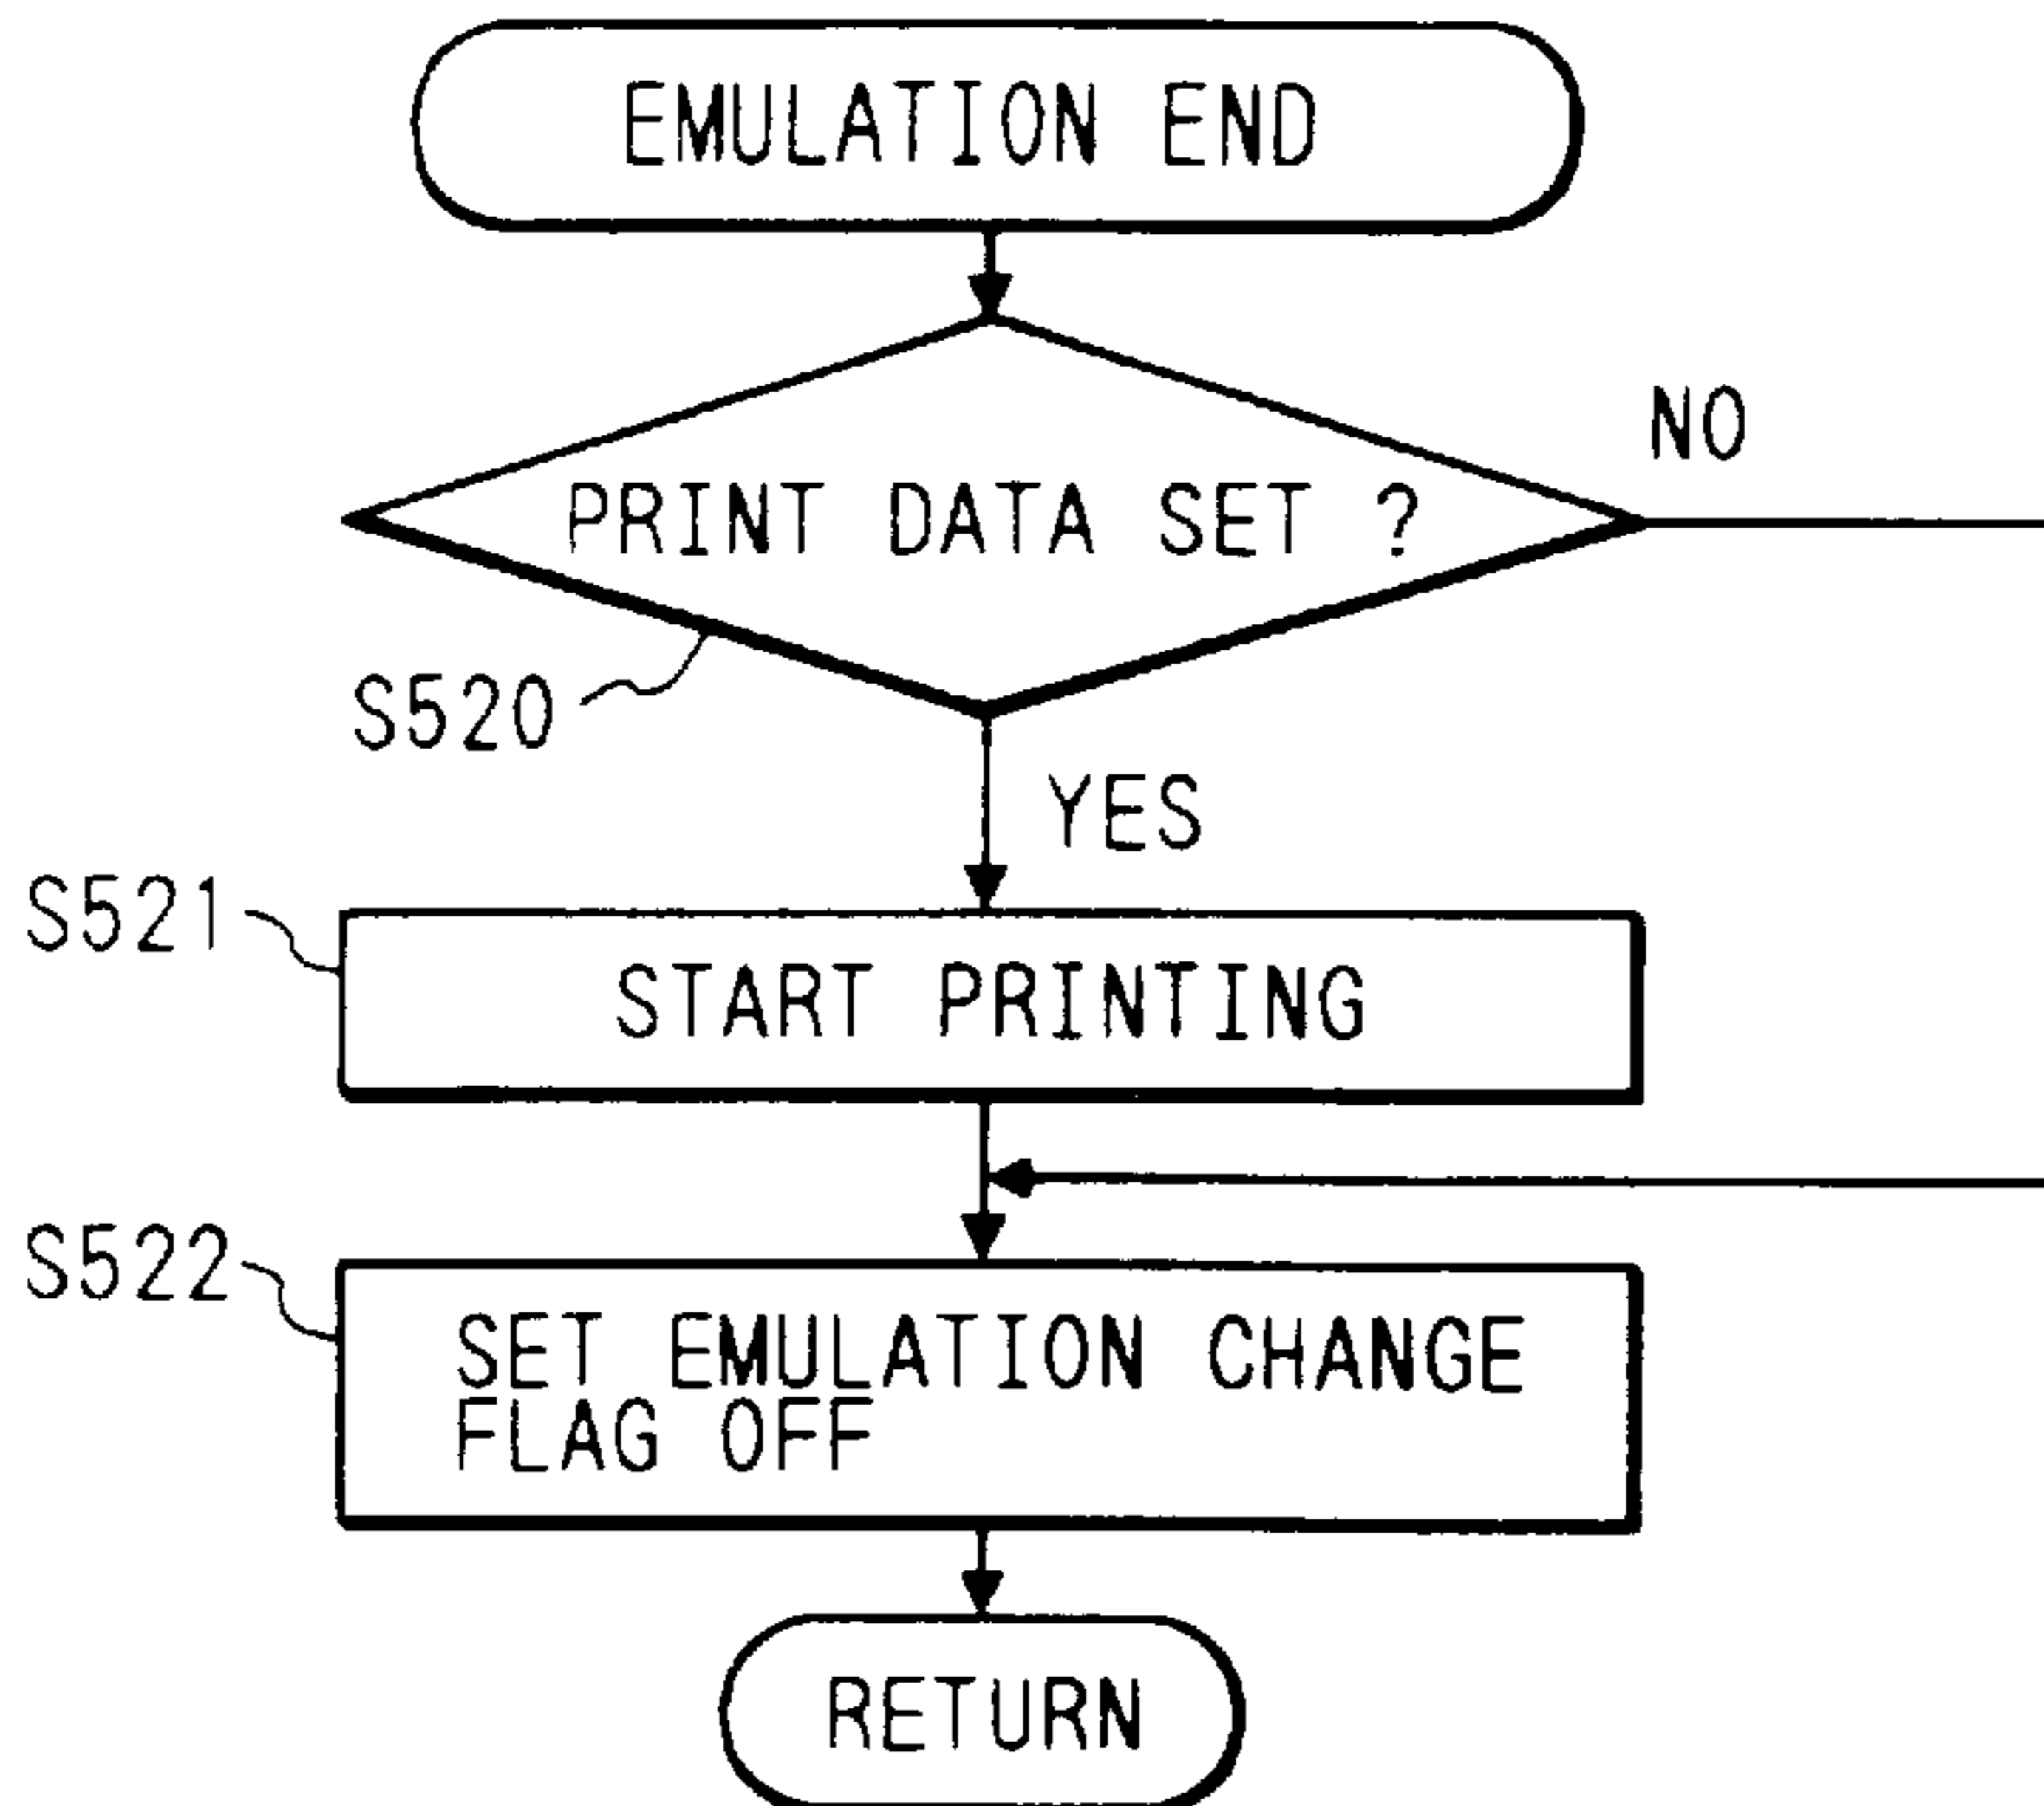 EMULATION END
NO
PRINT DATA SET ?
S520
YES
S521
START PRINTING
S522
SET EMULATION CHANGE
FLAG OFF
RETURN